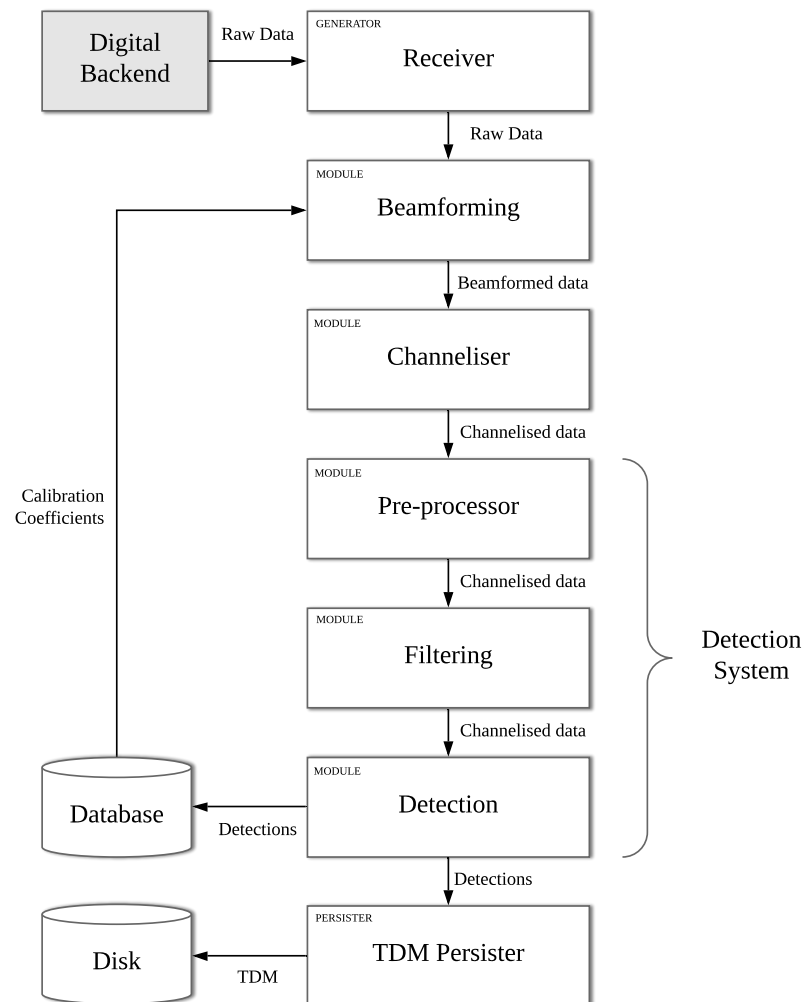 Digital
Backend
Raw Data
GENERATOR
Receiver
Raw Data
MODULE
Beamforming
Beamformed data
MODULE
Channeliser
Channelised data
MODULE
Pre-processor
Calibration
Coefficients
Channelised data
MODULE
Filtering
Detection
System
Channelised data
MODULE
Detection
Database
Detections
Detections
PERSISTER
TDM Persister
Disk
TDM